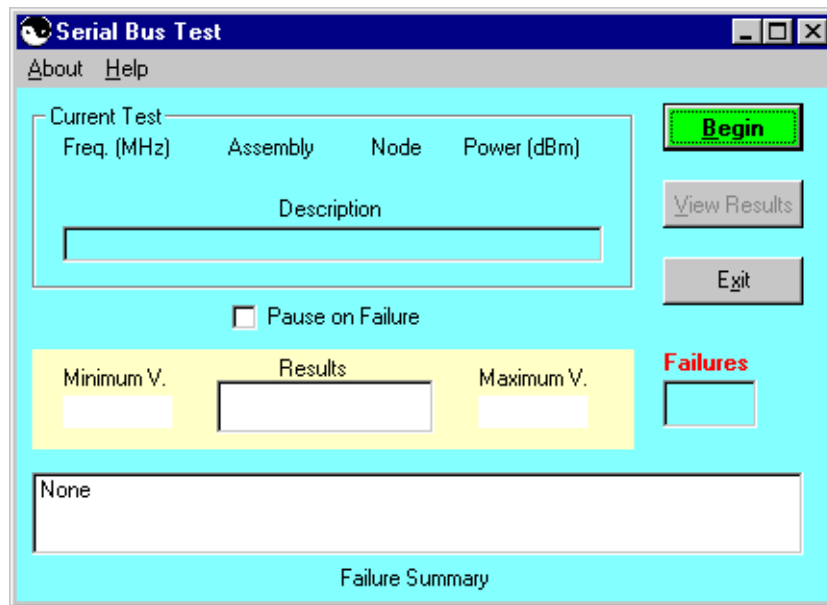 Serial Bus Test
About Help
Current Test
Freq. (MHz) Assembly Node Power (dBm)
Description
Begin
View Results
Exit
Pause on Failure
Minimum V. Results Maximum V.
Failures
None
Failure Summary